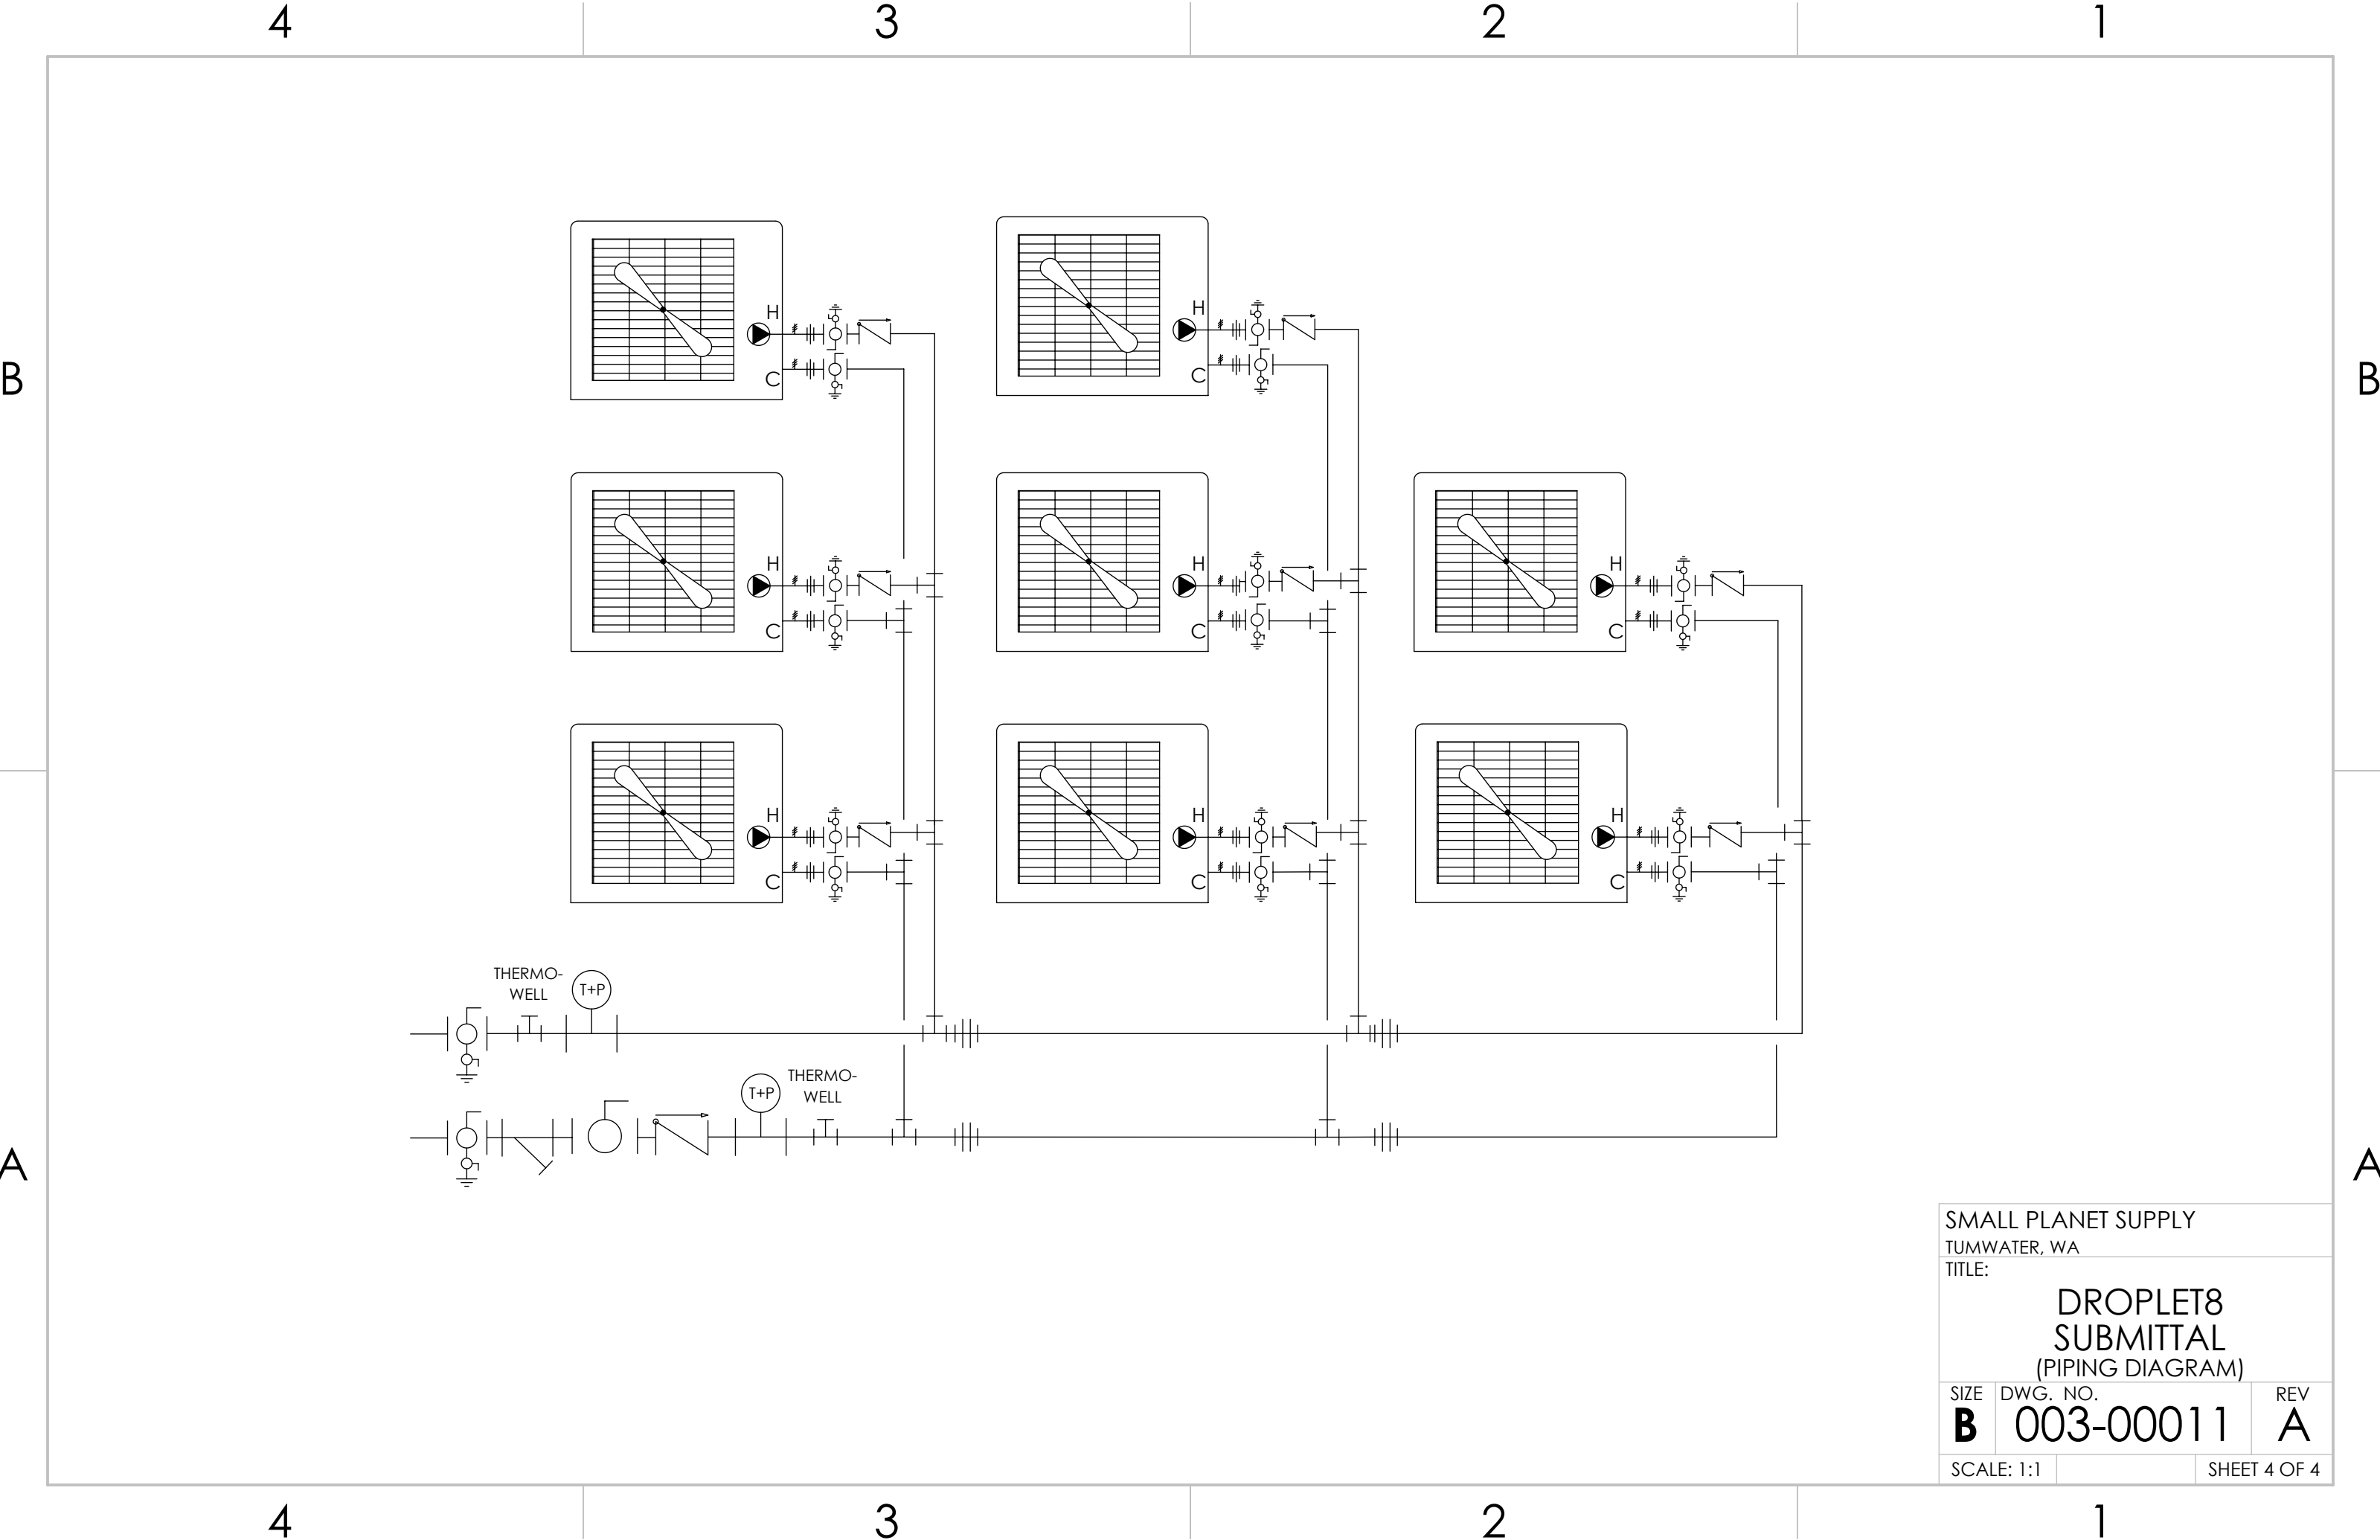 4 3 2 1
H H
B C C B
H H H
C C C
H H H
C C C
THERMO-
WELL
T+P
THERMO-
WELL
T+P
A A
SMALL PLANET SUPPLY
TUMWATER, WA
TITLE:
DROPLET8
SUBMITTAL
(PIPING DIAGRAM)
SIZE DWG. NO. REV
B 003-00011 A
SCALE: 1:1 SHEET 4 OF 4
4 3 2 1